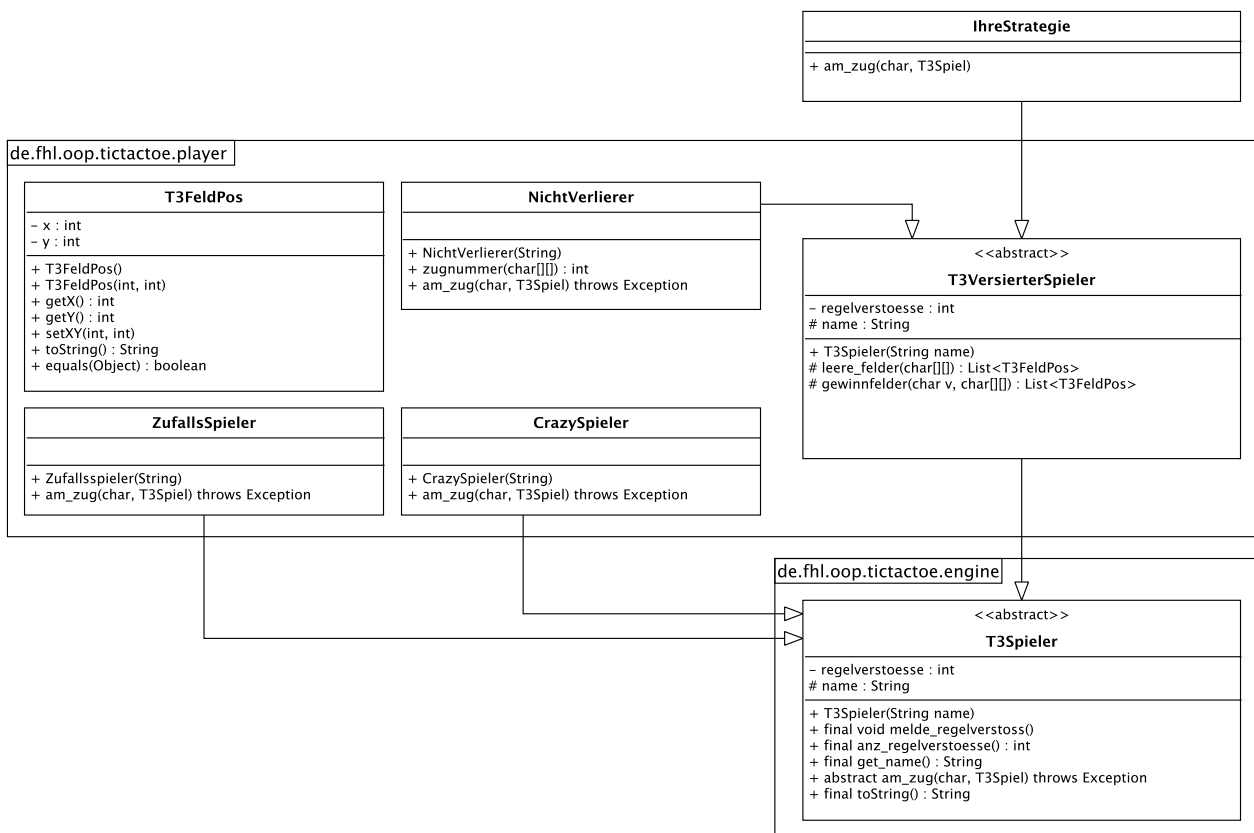 IhreStrategie
+ am_zug(char, T3Spiel)
de.fhl.oop.tictactoe.player
T3FeldPos
– x : int
– y : int
+ T3FeldPos()
+ T3FeldPos(int, int)
+ getX() : int
+ getY() : int
+ setXY(int, int)
+ toString() : String
+ equals(Object) : boolean
NichtVerlierer
+ NichtVerlierer(String)
+ zugnummer(char[][]) : int
+ am_zug(char, T3Spiel) throws Exception
<<abstract>>
T3VersierterSpieler
– regelverstoesse : int
# name : String
+ T3Spieler(String name)
# leere_felder(char[][]) : List<T3FeldPos>
# gewinnfelder(char v, char[][]) : List<T3FeldPos>
ZufallsSpieler
+ Zufallsspieler(String)
+ am_zug(char, T3Spiel) throws Exception
CrazySpieler
+ CrazySpieler(String)
+ am_zug(char, T3Spiel) throws Exception
de.fhl.oop.tictactoe.engine
<<abstract>>
T3Spieler
– regelverstoesse : int
# name : String
+ T3Spieler(String name)
+ final void melde_regelverstoss()
+ final anz_regelverstoesse() : int
+ final get_name() : String
+ abstract am_zug(char, T3Spiel) throws Exception
+ final toString() : String